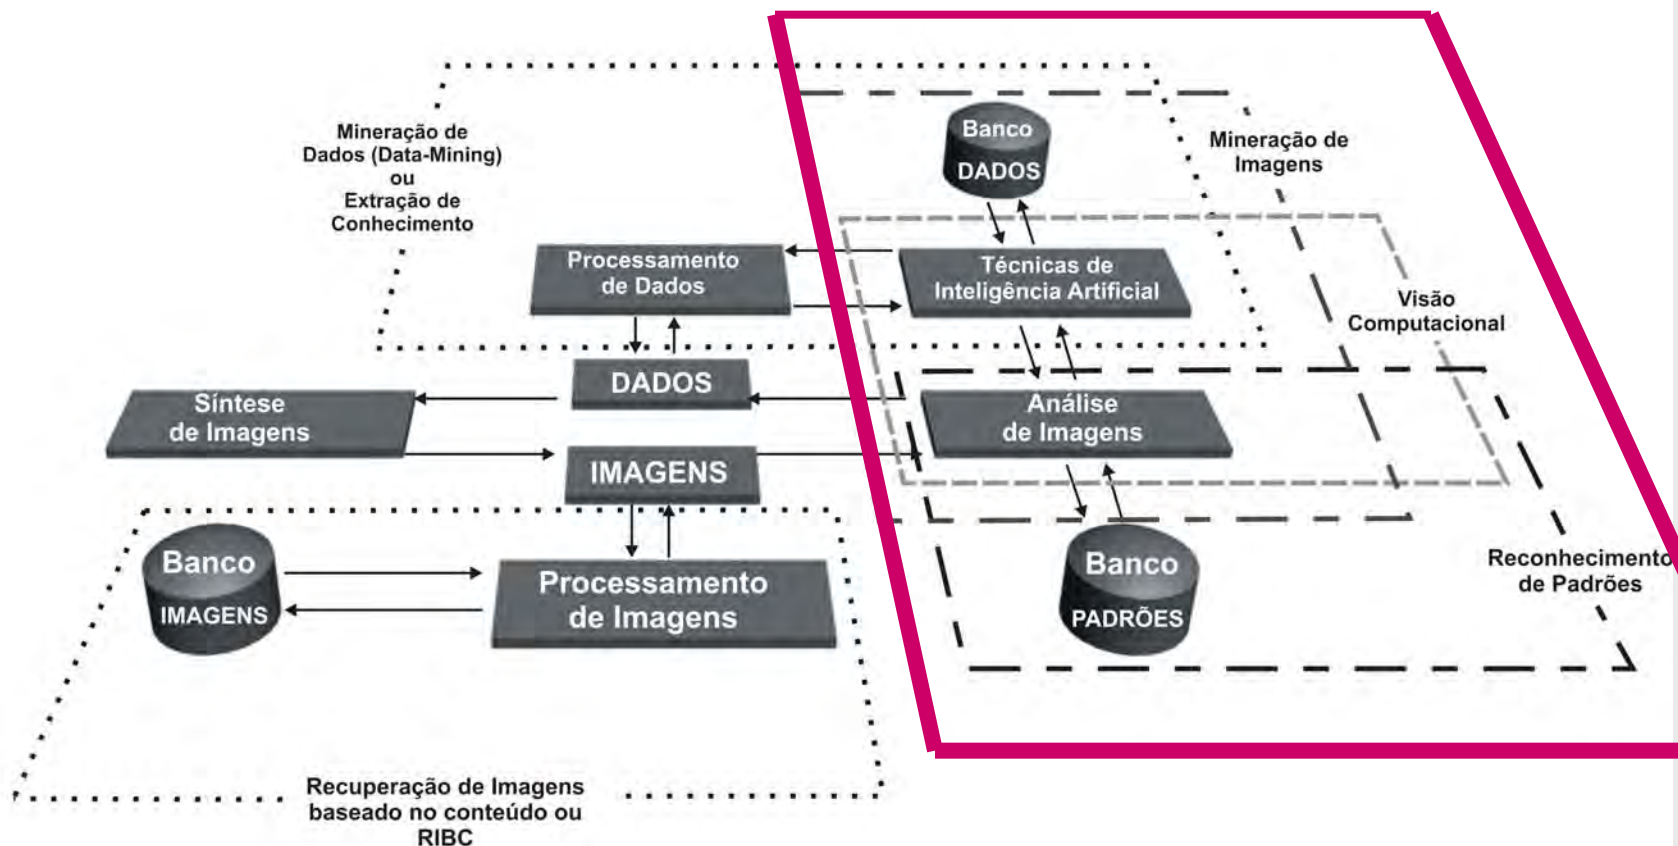 Mineração de
Dados (Data-Mining)
ou
Extração de
Conhecimento
Banco
DADOS
Mineração de
Imagens
Processamento
de Dados
Técnicas de
Inteligência Artificial
Visão
Computacional
DADOS
Síntese
de Imagens
Análise
de Imagens
IMAGENS
Banco
IMAGENS
Processamento
de Imagens
Banco
PADRÕES
Reconhecimento
de Padrões
Recuperação de Imagens
baseado no conteúdo ou
RIBC